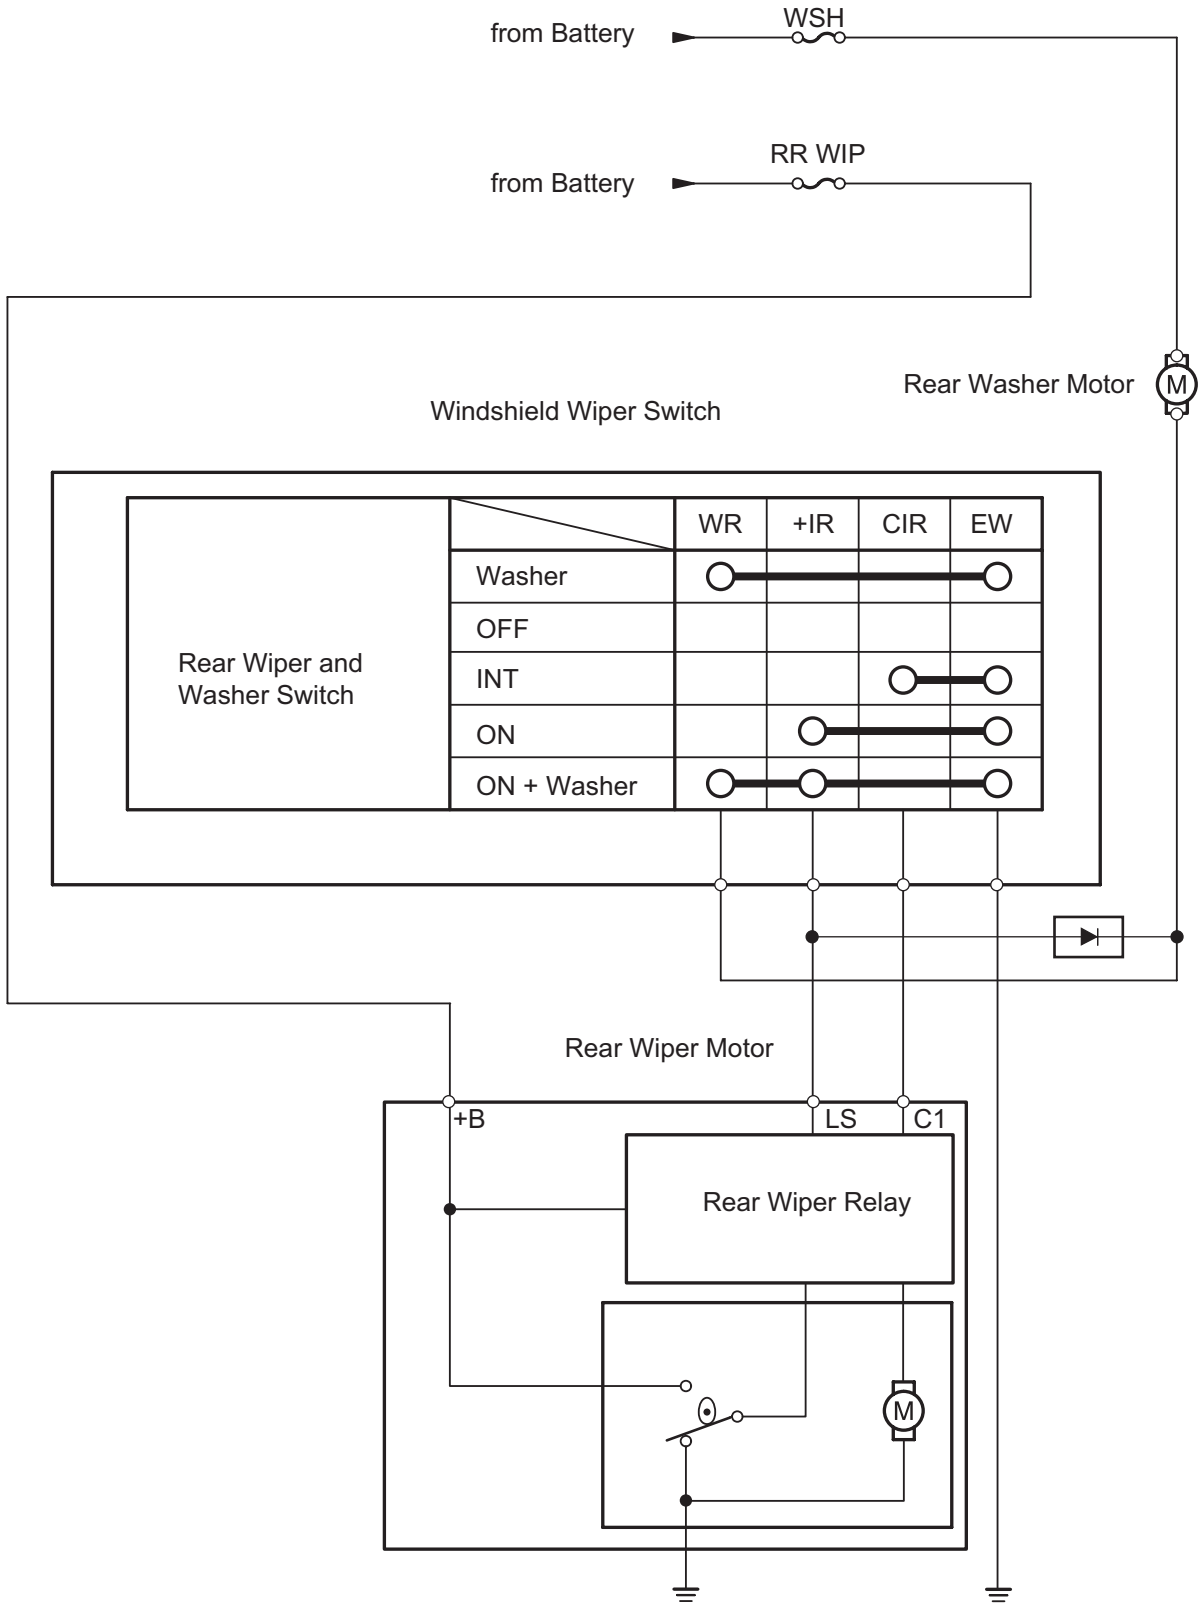 WSH
from Battery
RR WIP
from Battery
Rear Washer Motor
M
Windshield Wiper Switch
WR +IR CIR EW
Washer
OFF
Rear Wiper and
Washer Switch
INT
ON
ON + Washer
Rear Wiper Motor
+B LS C1
Rear Wiper Relay
M